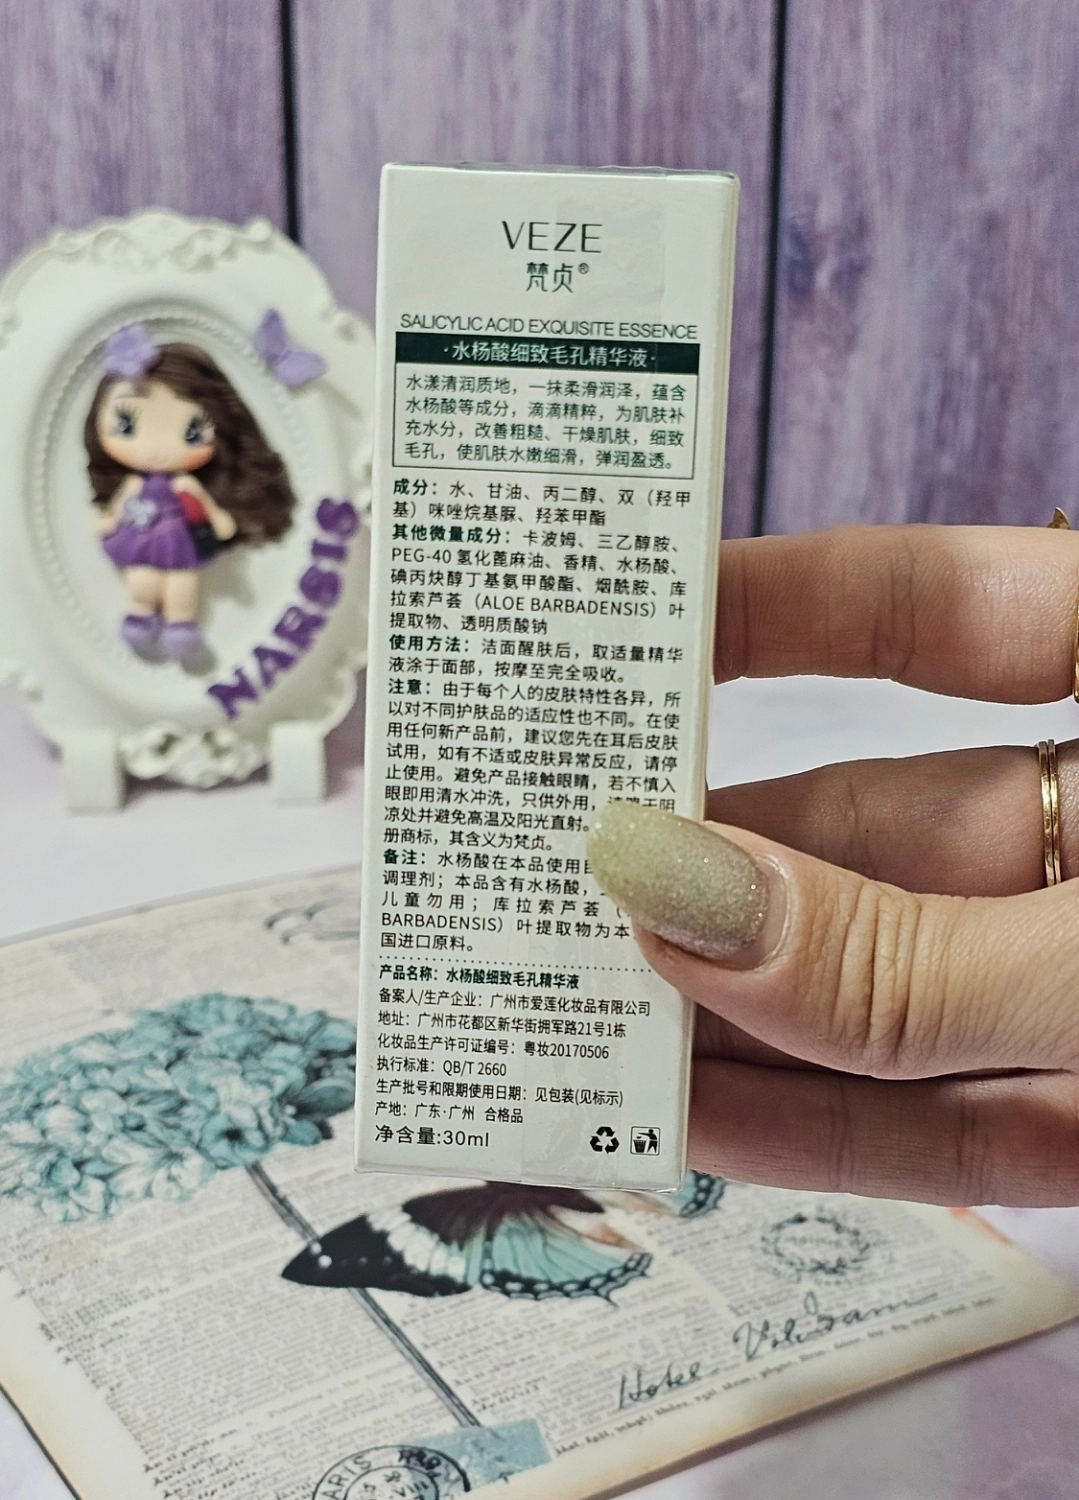 VEZE
梵贞®
SALICYLIC ACID EXQUISITE ESSENCE
·水杨酸细致毛孔精华液·
水漾清润质地，一抹柔滑润泽，蕴含
水杨酸等成分，滴滴精粹，为肌肤补
充水分，改善粗糙、干燥肌肤，细致
毛孔，使肌肤水嫩细滑，弹润盈透。
成分：水、甘油、丙二醇、双（羟甲
基）咪唑烷基脲、羟苯甲酯
其他微量成分：卡波姆、三乙醇胺、
PEG-40 氢化蓖麻油、香精、水杨酸、
碘丙炔醇丁基氨甲酸酯、烟酰胺、库
拉索芦荟（ALOE BARBADENSIS）叶
提取物、透明质酸钠
使用方法：洁面醒肤后，取适量精华
液涂于面部，按摩至完全吸收。
注意：由于每个人的皮肤特性各异，所
以对不同护肤品的适应性也不同。在使
用任何新产品前，建议您先在耳后皮肤
试用，如有不适或皮肤异常反应，请停
止使用。避免产品接触眼睛，若不慎入
眼即用清水冲洗，只供外用，
凉处并避免高温及阳光直射。
册商标，其含义为梵贞。
备注：水杨酸在本品使用
调理剂；本品含有水杨酸，
儿童勿用；库拉索芦荟（
BARBADENSIS）叶提取物为本
国进口原料。
产品名称：水杨酸细致毛孔精华液
备案人/生产企业：广州市爱莲化妆品有限公司
地址：广州市花都区新华街拥军路21号1栋
化妆品生产许可证编号：粤妆20170506
执行标准：QB/T 2660
生产批号和限期使用日期：见包装(见标示)
产地：广东·广州 合格品
净含量:30ml
NARSIS
Hotel
ARIS